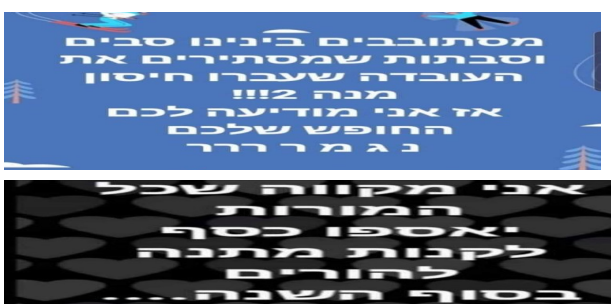 מסתובבים בינינו סבים
וסבתות שמסתירים את
העובדה שעברו חיסון
מנה 2!!!
אז אני מודיעה לכם
החופש שלכם
נ ג מ ר ררר
אני מקווה שכל
המורות
יאספו כסף
לקנות מתנה
להורים
בסוף השנה....